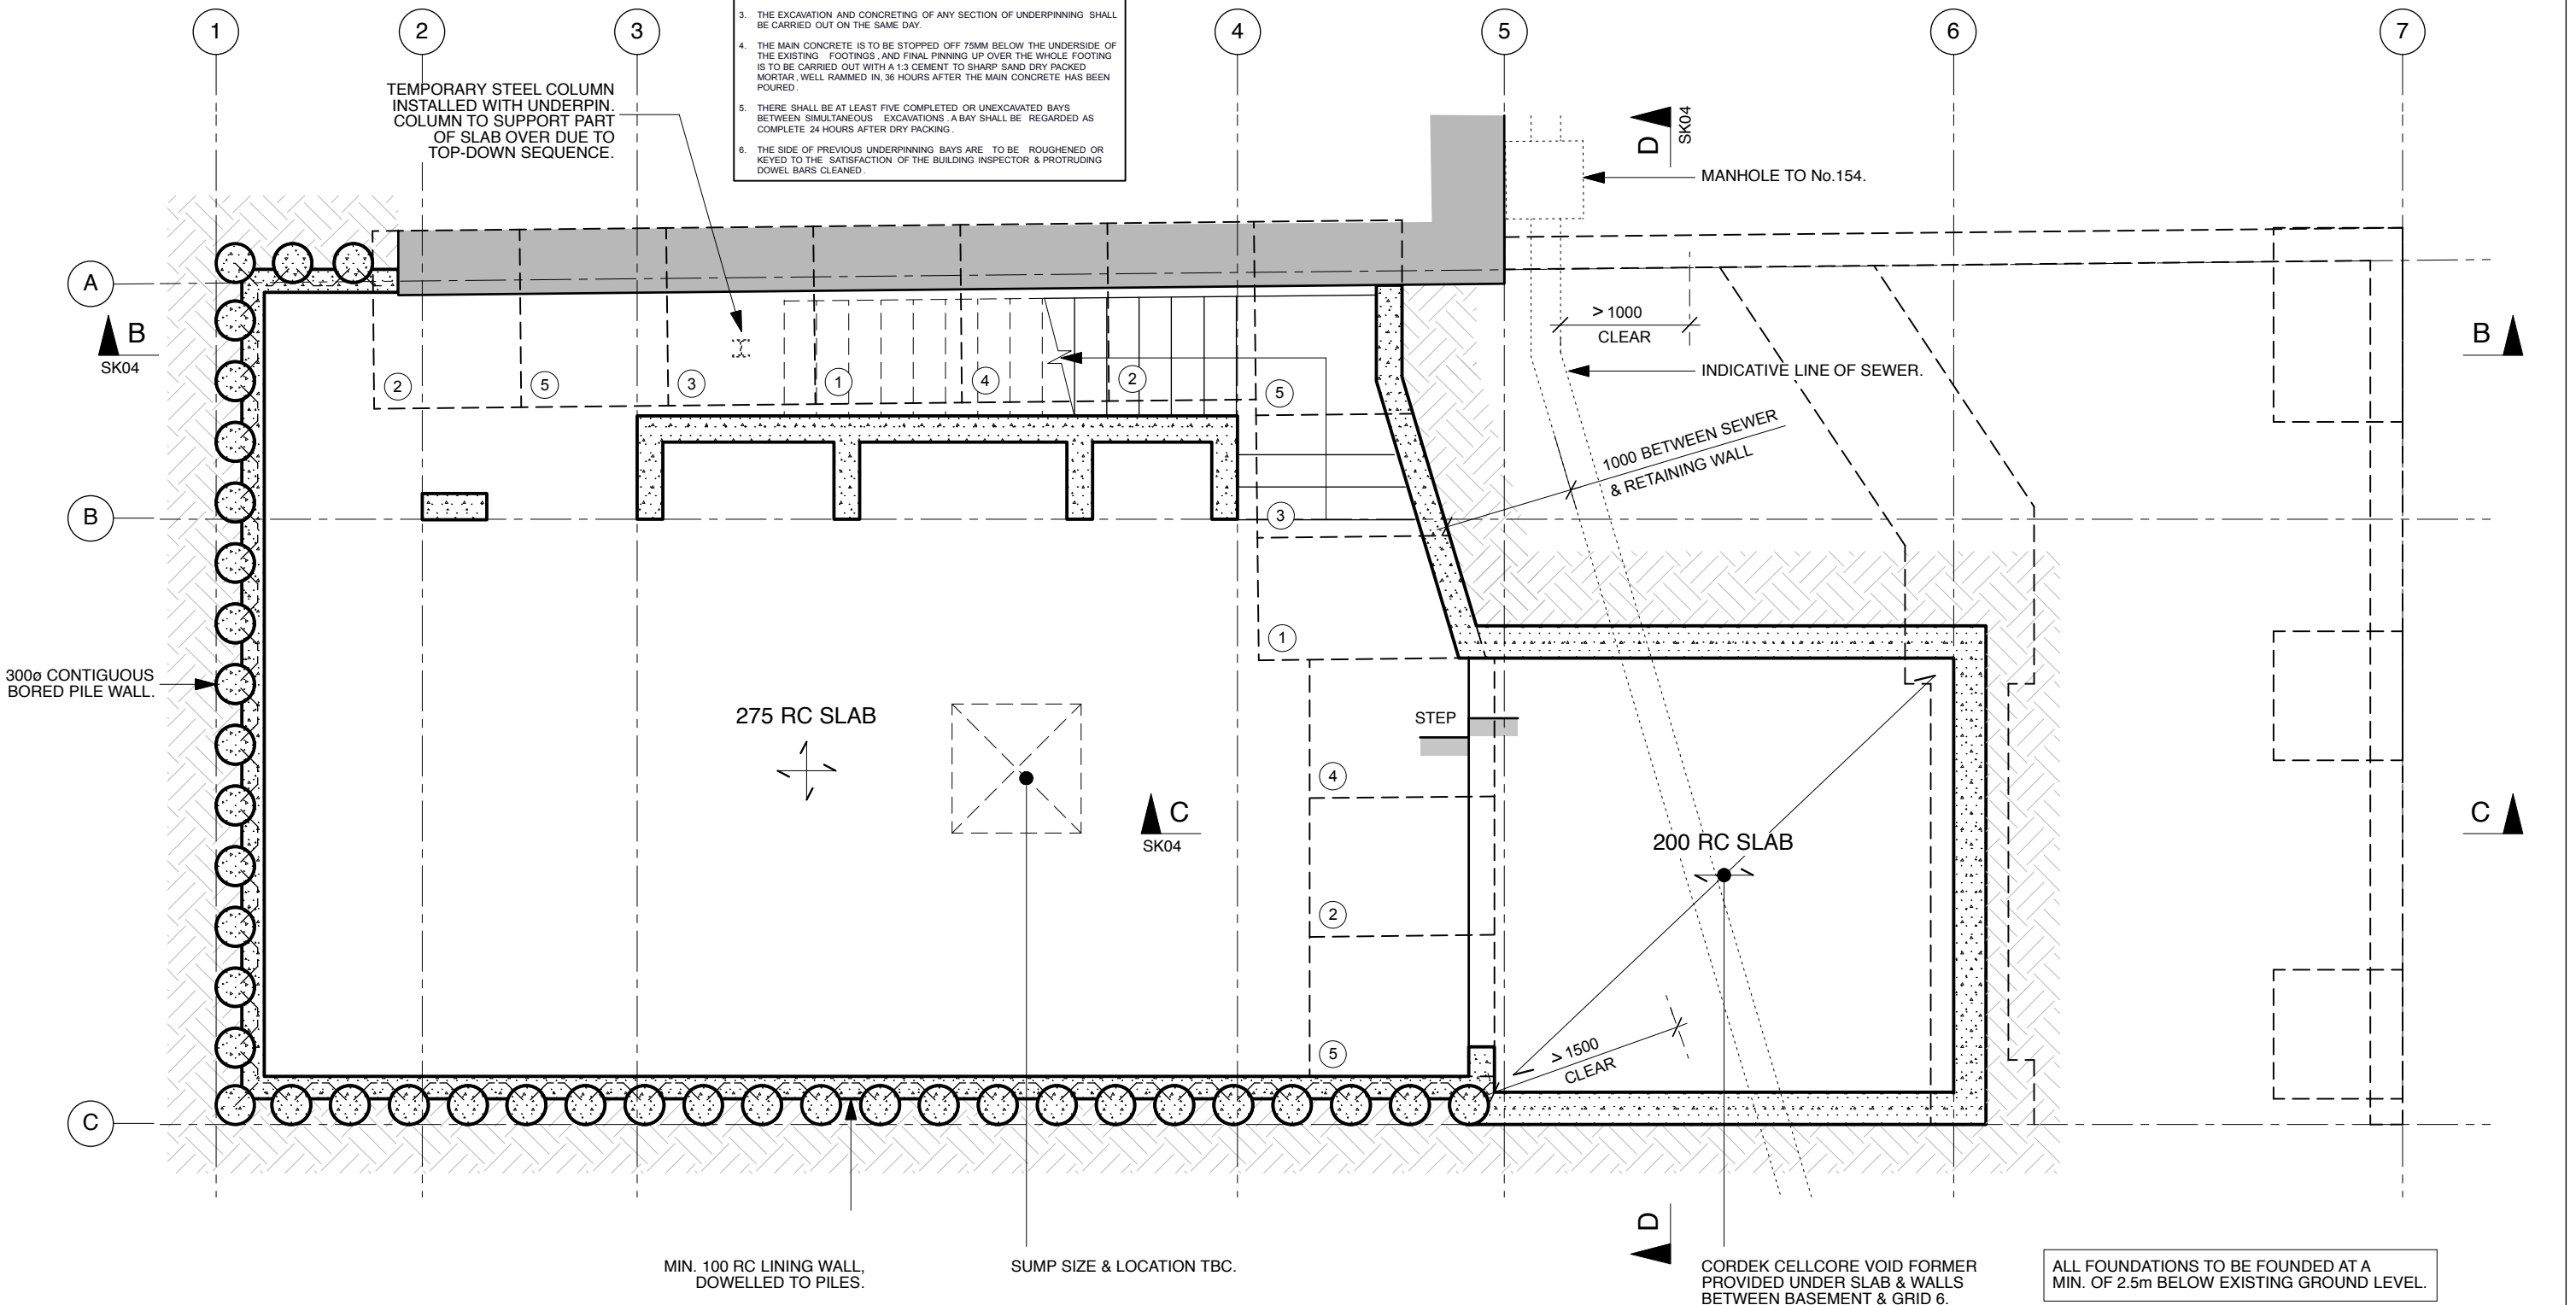 1
2
3
4
5
6
7
3. THE EXCAVATION AND CONCRETING OF ANY SECTION OF UNDERPINNING SHALL
BE CARRIED OUT ON THE SAME DAY.
4. THE MAIN CONCRETE IS TO BE STOPPED OFF 75MM BELOW THE UNDERSIDE OF
THE EXISTING FOOTINGS, AND FINAL PINNING UP OVER THE WHOLE FOOTING
IS TO BE CARRIED OUT WITH A 1:3 CEMENT TO SHARP SAND DRY PACKED
MORTAR, WELL RAMMED IN, 36 HOURS AFTER THE MAIN CONCRETE HAS BEEN
POURED.
5. THERE SHALL BE AT LEAST FIVE COMPLETED OR UNEXCAVATED BAYS
BETWEEN SIMULTANEOUS EXCAVATIONS. A BAY SHALL BE REGARDED AS
COMPLETE 24 HOURS AFTER DRY PACKING.
6. THE SIDE OF PREVIOUS UNDERPINNING BAYS ARE TO BE ROUGHENED OR
KEYED TO THE SATISFACTION OF THE BUILDING INSPECTOR & PROTRUDING
DOWEL BARS CLEANED.
TEMPORARY STEEL COLUMN
INSTALLED WITH UNDERPIN.
COLUMN TO SUPPORT PART
OF SLAB OVER DUE TO
TOP-DOWN SEQUENCE.
D
SK04
MANHOLE TO No.154.
A
B
SK04
> 1000
CLEAR
B
INDICATIVE LINE OF SEWER.
2
5
3
1
4
2
5
1000 BETWEEN SEWER
& RETAINING WALL
B
3
1
300ø CONTIGUOUS
BORED PILE WALL.
275 RC SLAB
STEP
4
C
SK04
200 RC SLAB
C
2
5
> 1500
CLEAR
C
D
MIN. 100 RC LINING WALL,
DOWELLED TO PILES.
SUMP SIZE & LOCATION TBC.
CORDEK CELLCORE VOID FORMER
PROVIDED UNDER SLAB & WALLS
BETWEEN BASEMENT & GRID 6.
ALL FOUNDATIONS TO BE FOUNDED AT A
MIN. OF 2.5m BELOW EXISTING GROUND LEVEL.